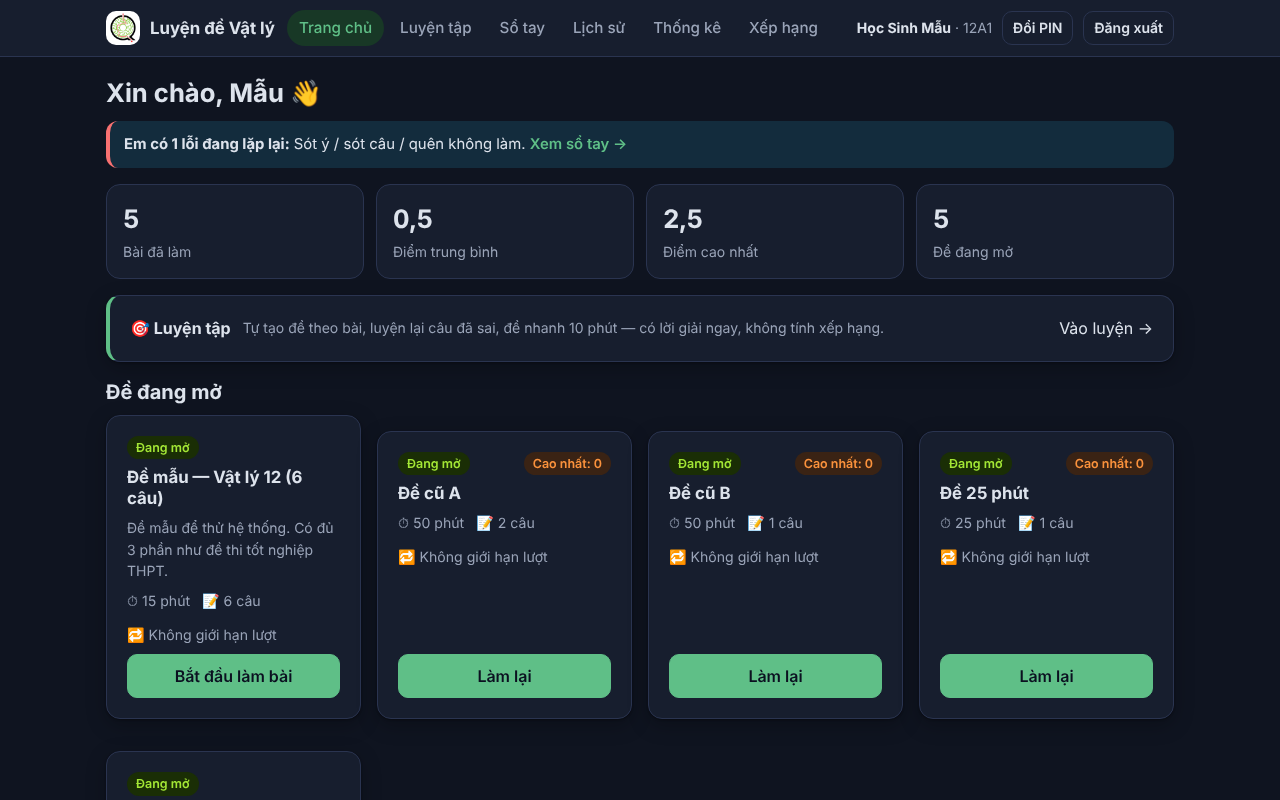 Luyện đề Vật lý
Trang chủ
Luyện tập
Sổ tay
Lịch sử
Thống kê
Xếp hạng
Học Sinh Mẫu · 12A1
Đổi PIN
Đăng xuất
Xin chào, Mẫu 👋
Em có 1 lỗi đang lặp lại: Sót ý / sót câu / quên không làm. Xem sổ tay →
5
Bài đã làm
0,5
Điểm trung bình
2,5
Điểm cao nhất
5
Đề đang mở
🎯 Luyện tập Tự tạo đề theo bài, luyện lại câu đã sai, đề nhanh 10 phút — có lời giải ngay, không tính xếp hạng.
Vào luyện →
Đề đang mở
Đang mở
Đề mẫu — Vật lý 12 (6
câu)
Đề mẫu để thử hệ thống. Có đủ
3 phần như đề thi tốt nghiệp
THPT.
⏱ 15 phút 📝 6 câu
🔁 Không giới hạn lượt
Bắt đầu làm bài
Đang mở
Cao nhất: 0
Đề cũ A
⏱ 50 phút 📝 2 câu
🔁 Không giới hạn lượt
Làm lại
Đang mở
Cao nhất: 0
Đề cũ B
⏱ 50 phút 📝 1 câu
🔁 Không giới hạn lượt
Làm lại
Đang mở
Cao nhất: 0
Đề 25 phút
⏱ 25 phút 📝 1 câu
🔁 Không giới hạn lượt
Làm lại
Đang mở